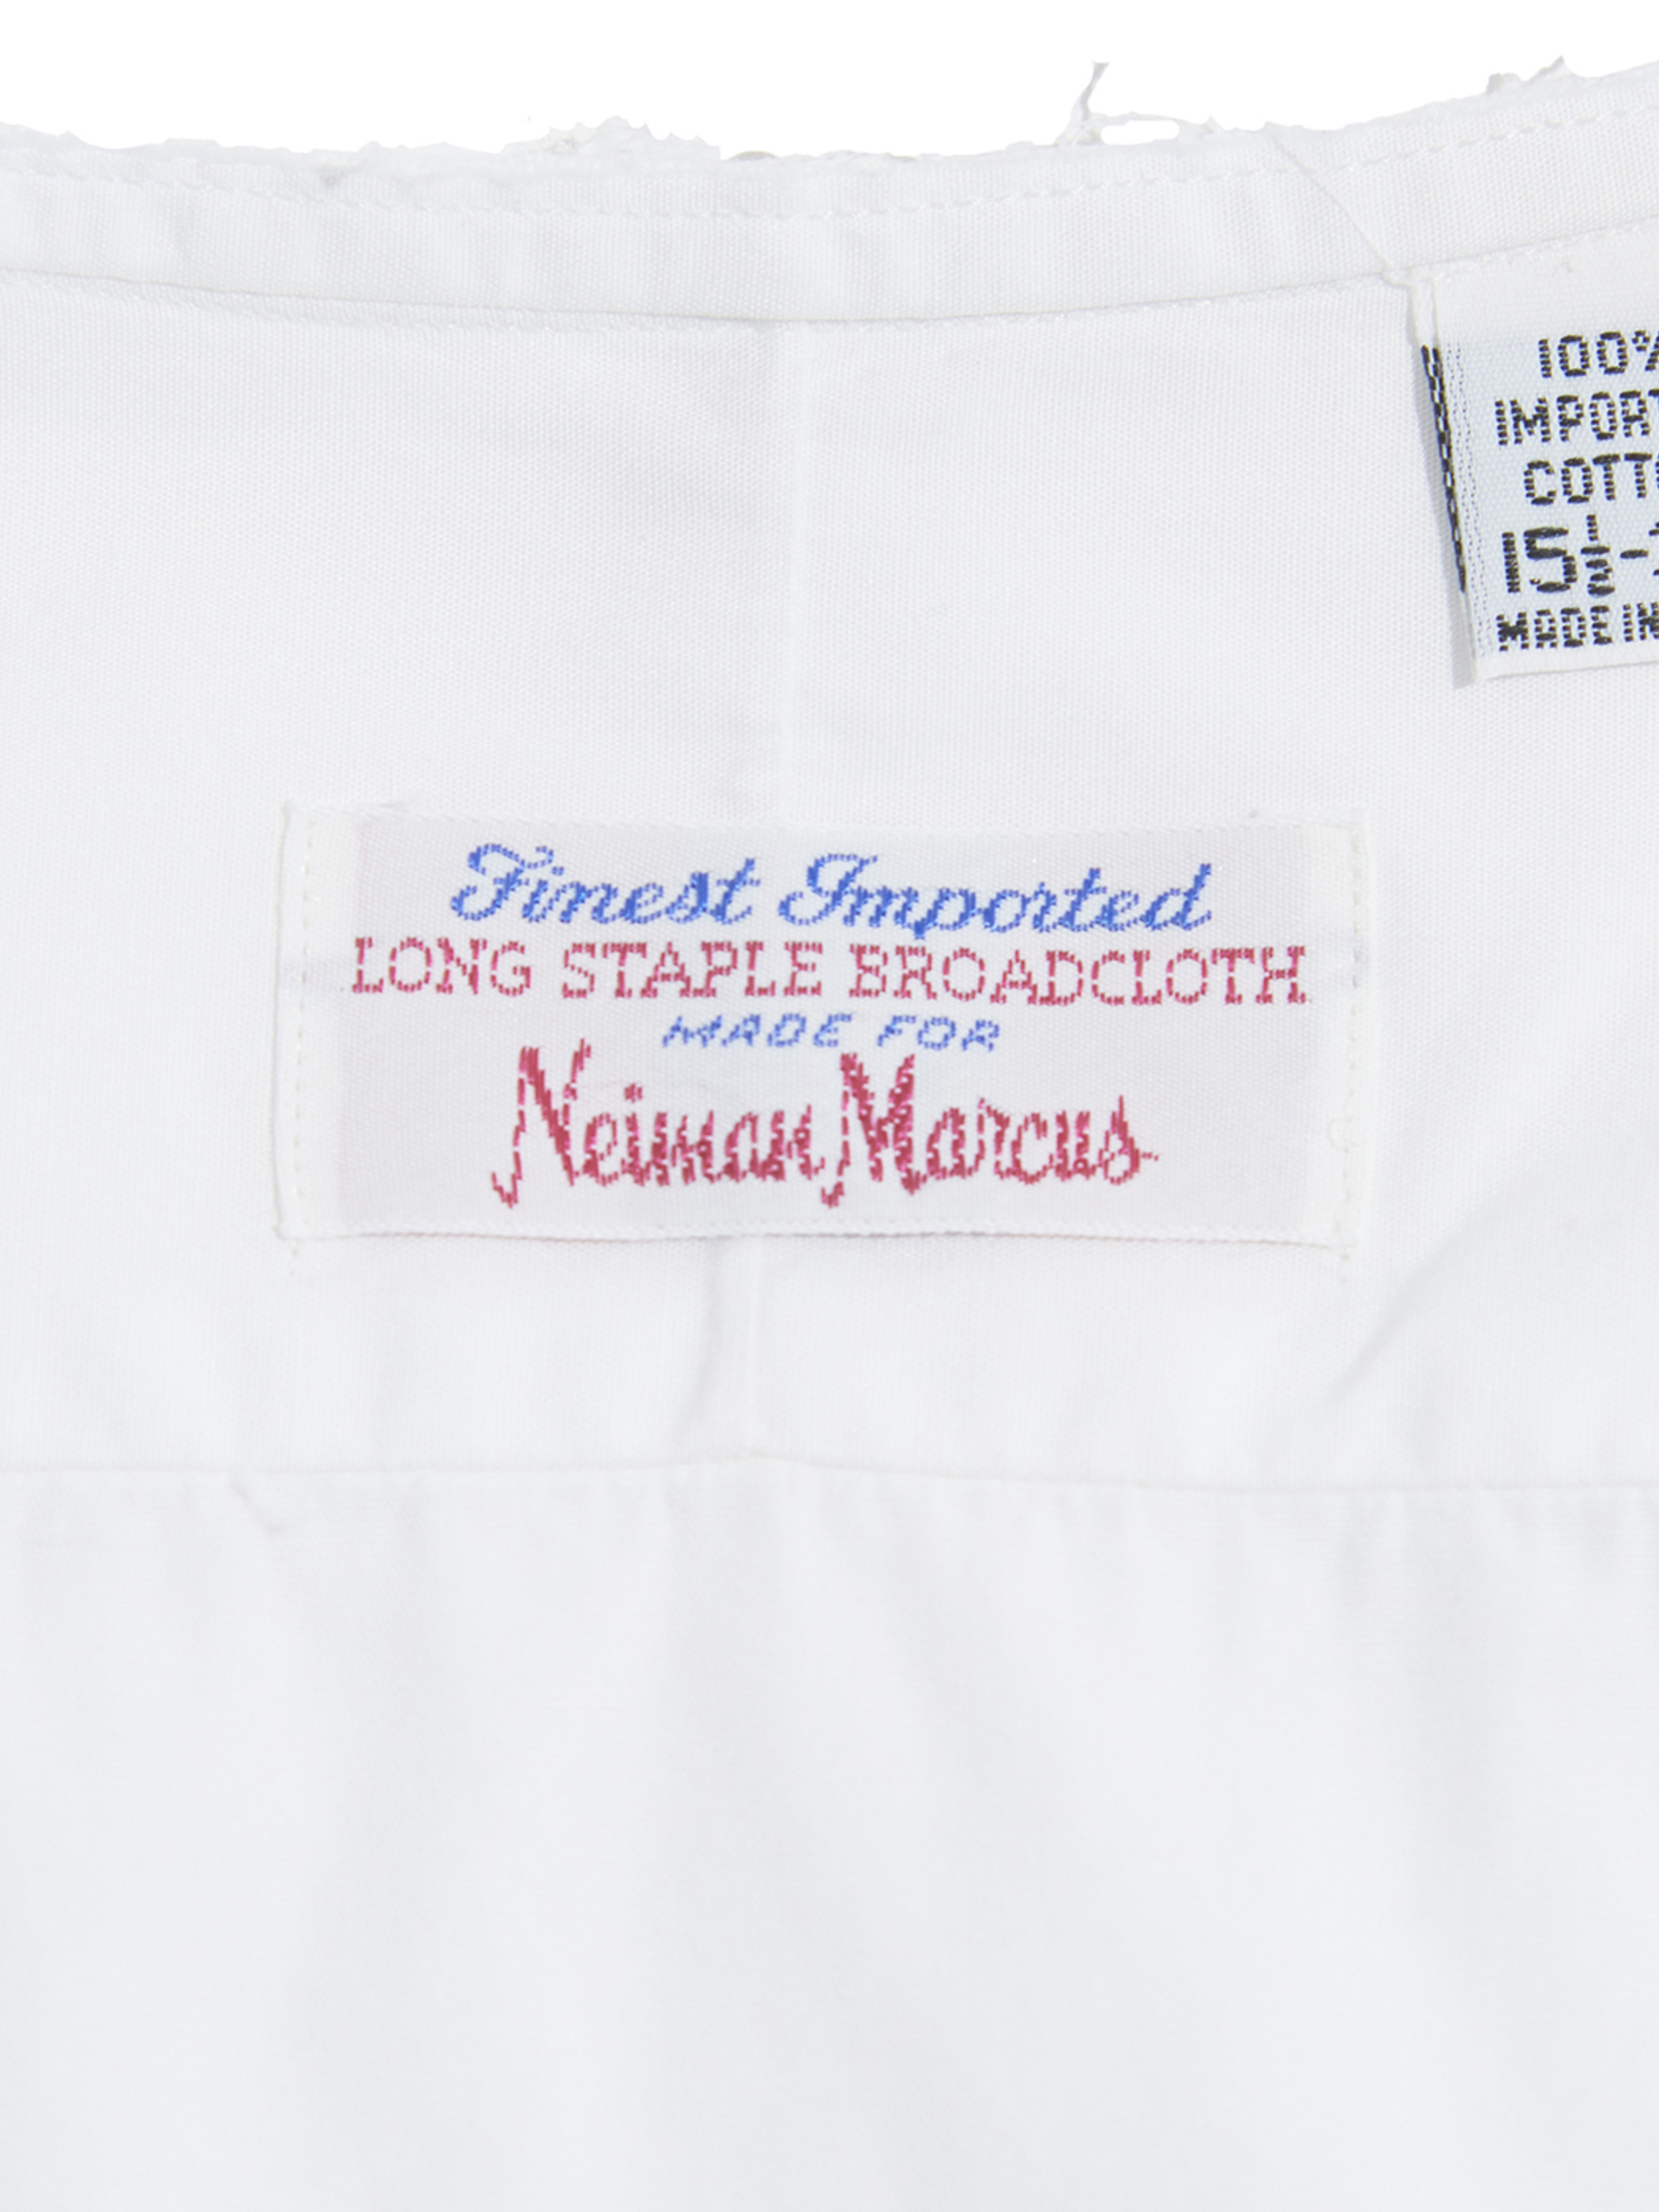 Finest Imported
LONG STAPLE BROADCLOTH
MADE FOR
Neiman Marcus
100%
IMPORT
COTTO
15½-
MADE IN